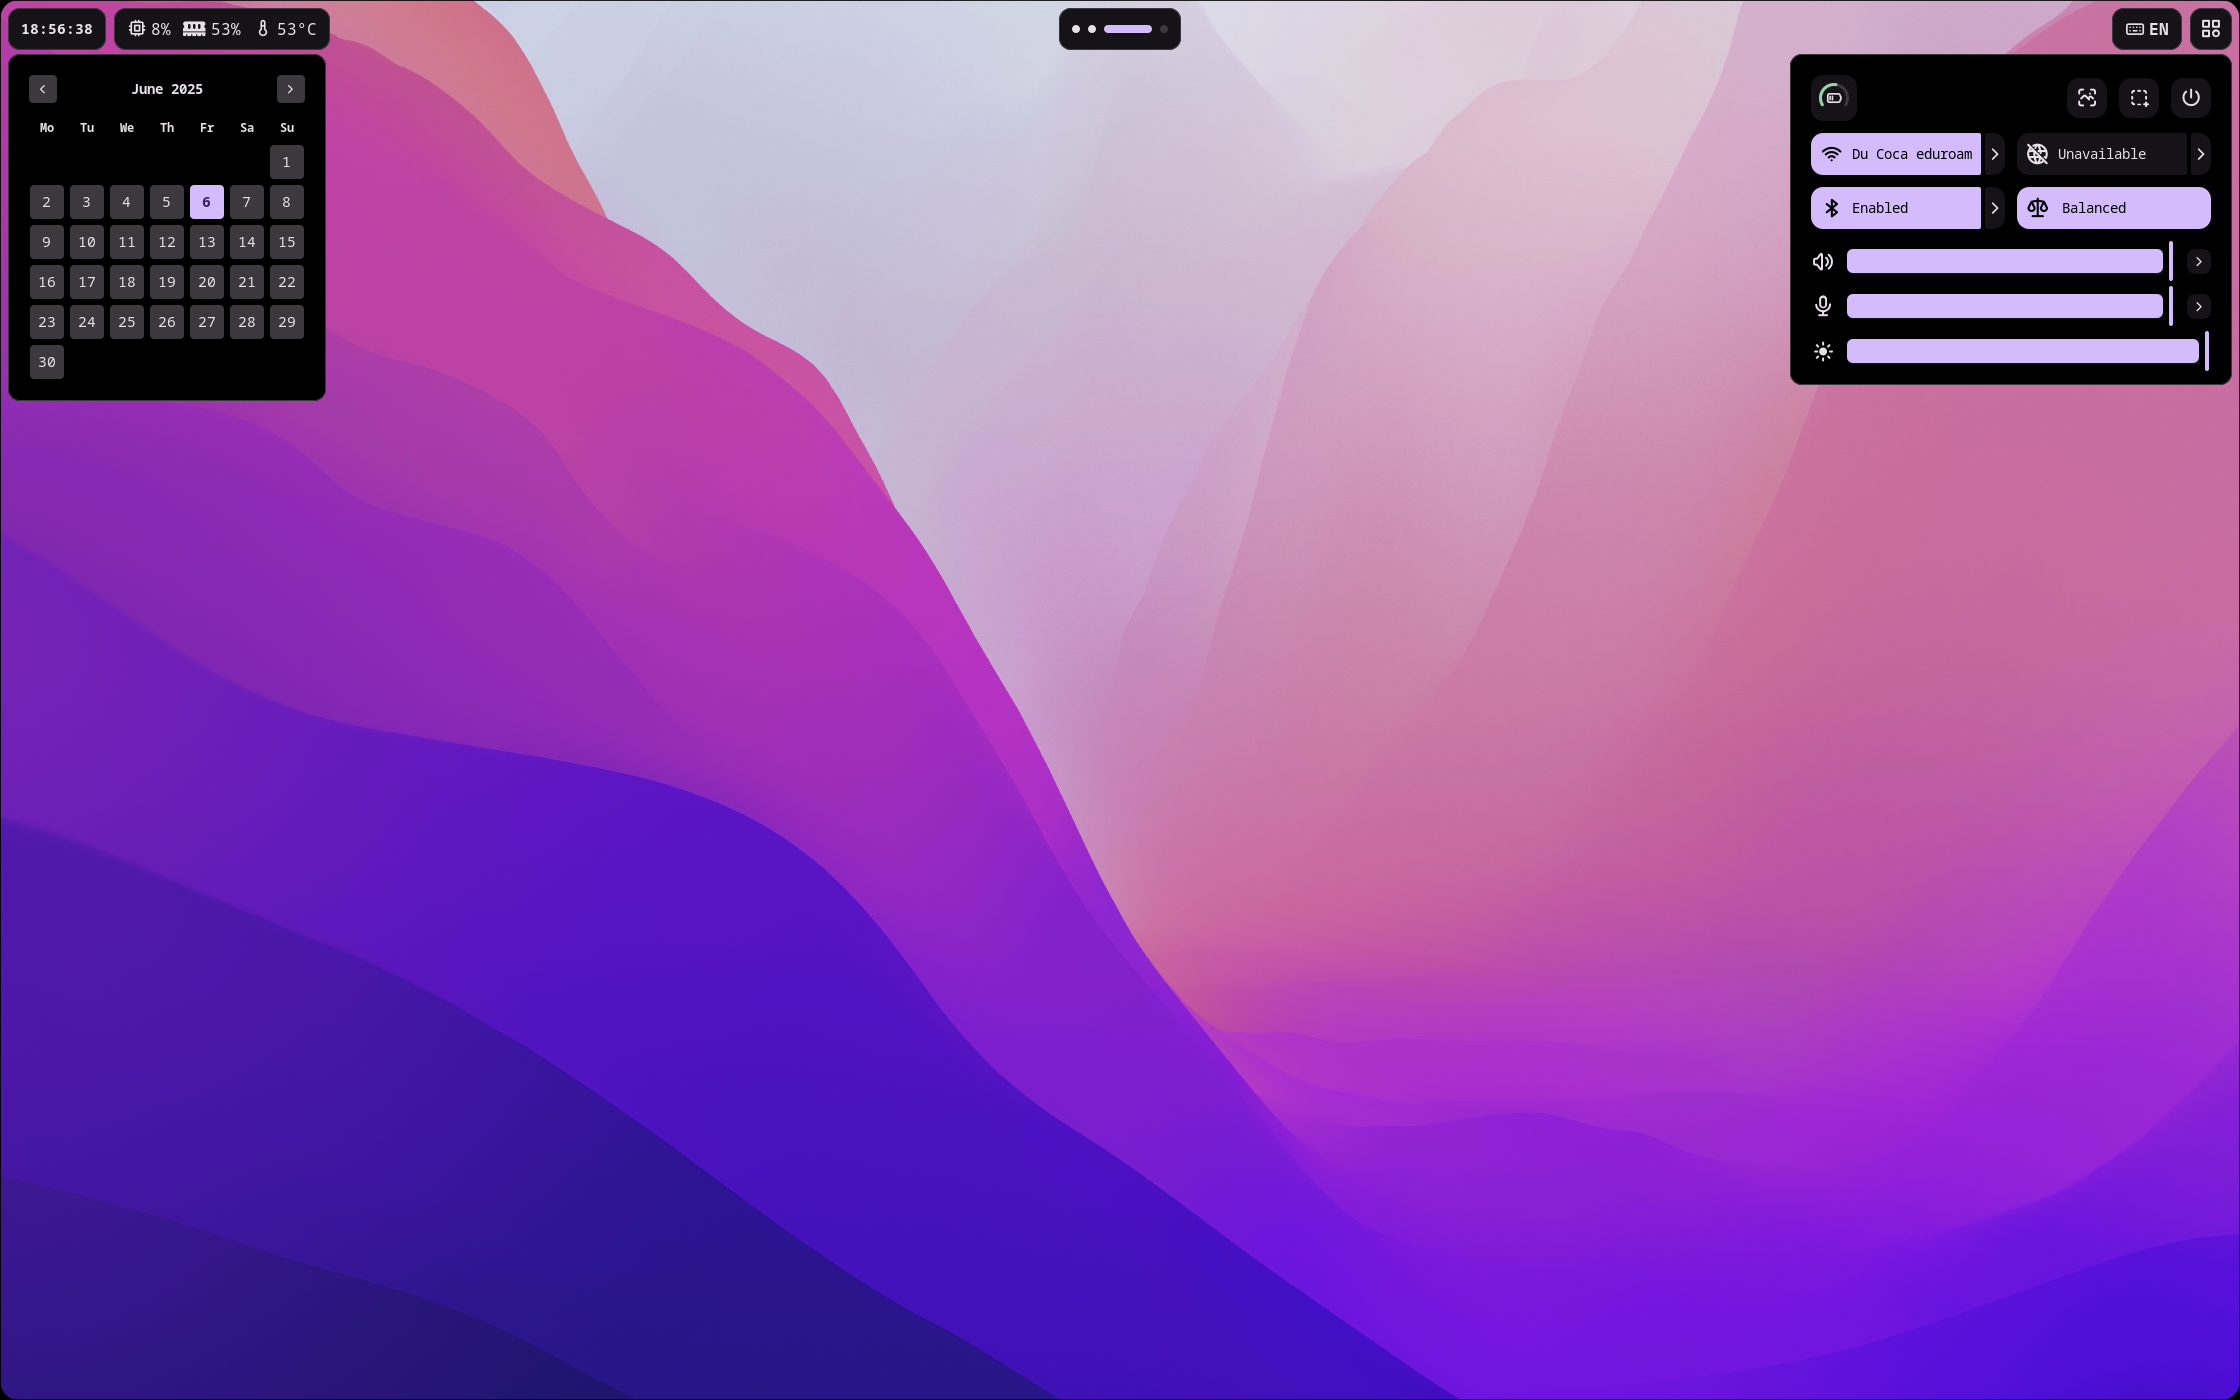 18:56:38 8% 53% 53°C EN
June 2025
Mo Tu We Th Fr Sa Su
1
2 3 4 5 6 7 8
9 10 11 12 13 14 15
16 17 18 19 20 21 22
23 24 25 26 27 28 29
30
Du Coca eduroam Unavailable
Enabled Balanced